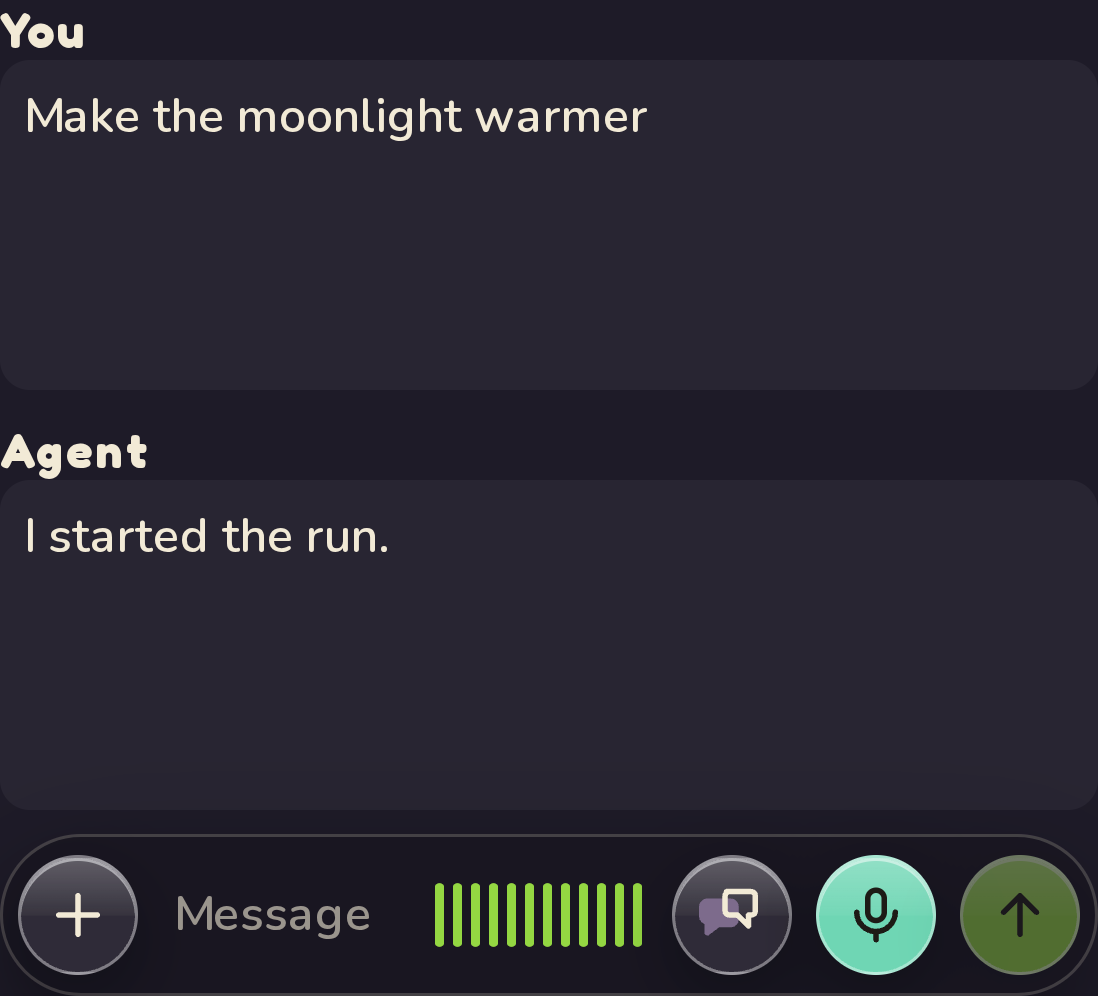 You
Make the moonlight warmer
Agent
I started the run.
Message